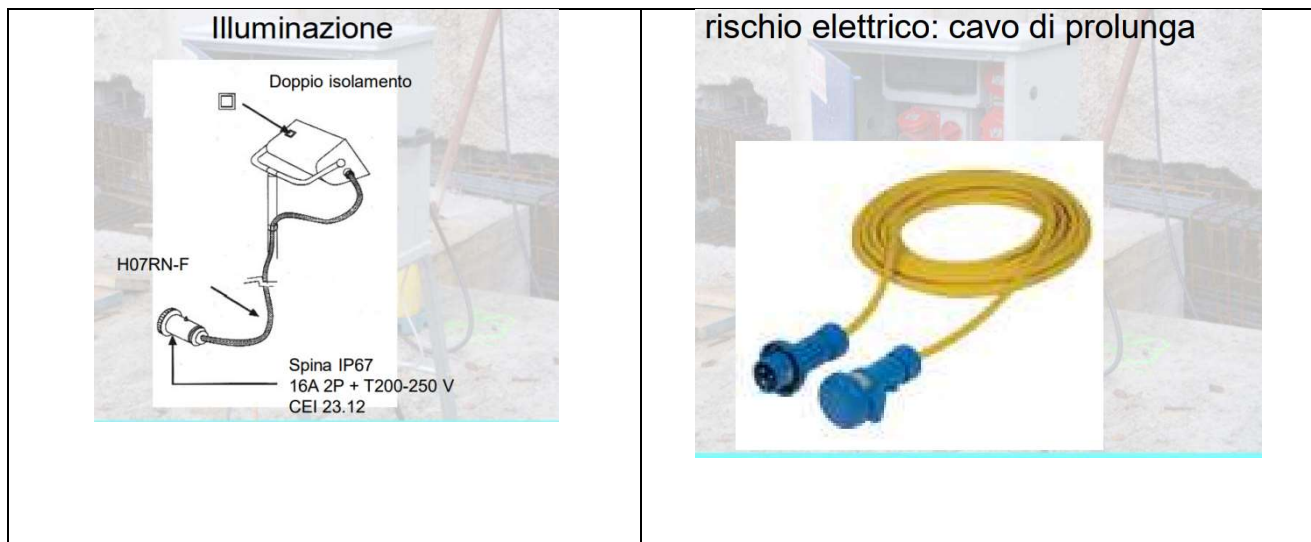 Illuminazione
Doppio isolamento
H07RN-F
Spina IP67
16A 2P + T200-250 V
CEI 23.12
rischio elettrico: cavo di prolunga